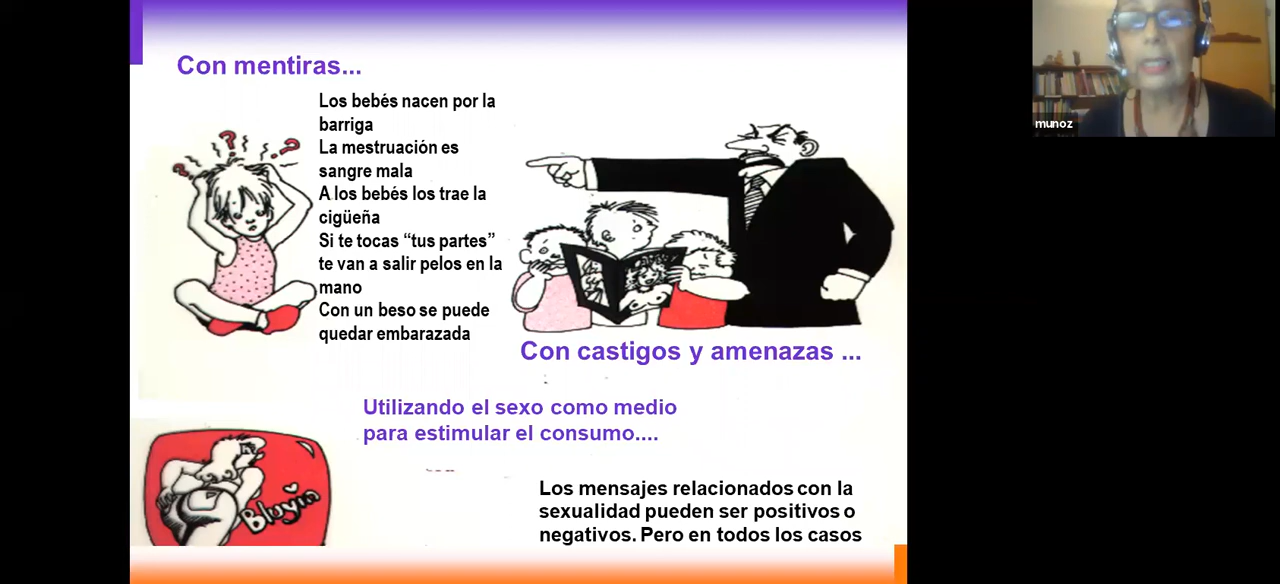 Con mentiras...
Los bebés nacen por la
barriga
La mestruación es
sangre mala
A los bebés los trae la
cigüeña
Si te tocas “tus partes”
te van a salir pelos en la
mano
Con un beso se puede
quedar embarazada
Con castigos y amenazas ...
Utilizando el sexo como medio
para estimular el consumo....
Bluyin
Los mensajes relacionados con la
sexualidad pueden ser positivos o
negativos. Pero en todos los casos
munoz